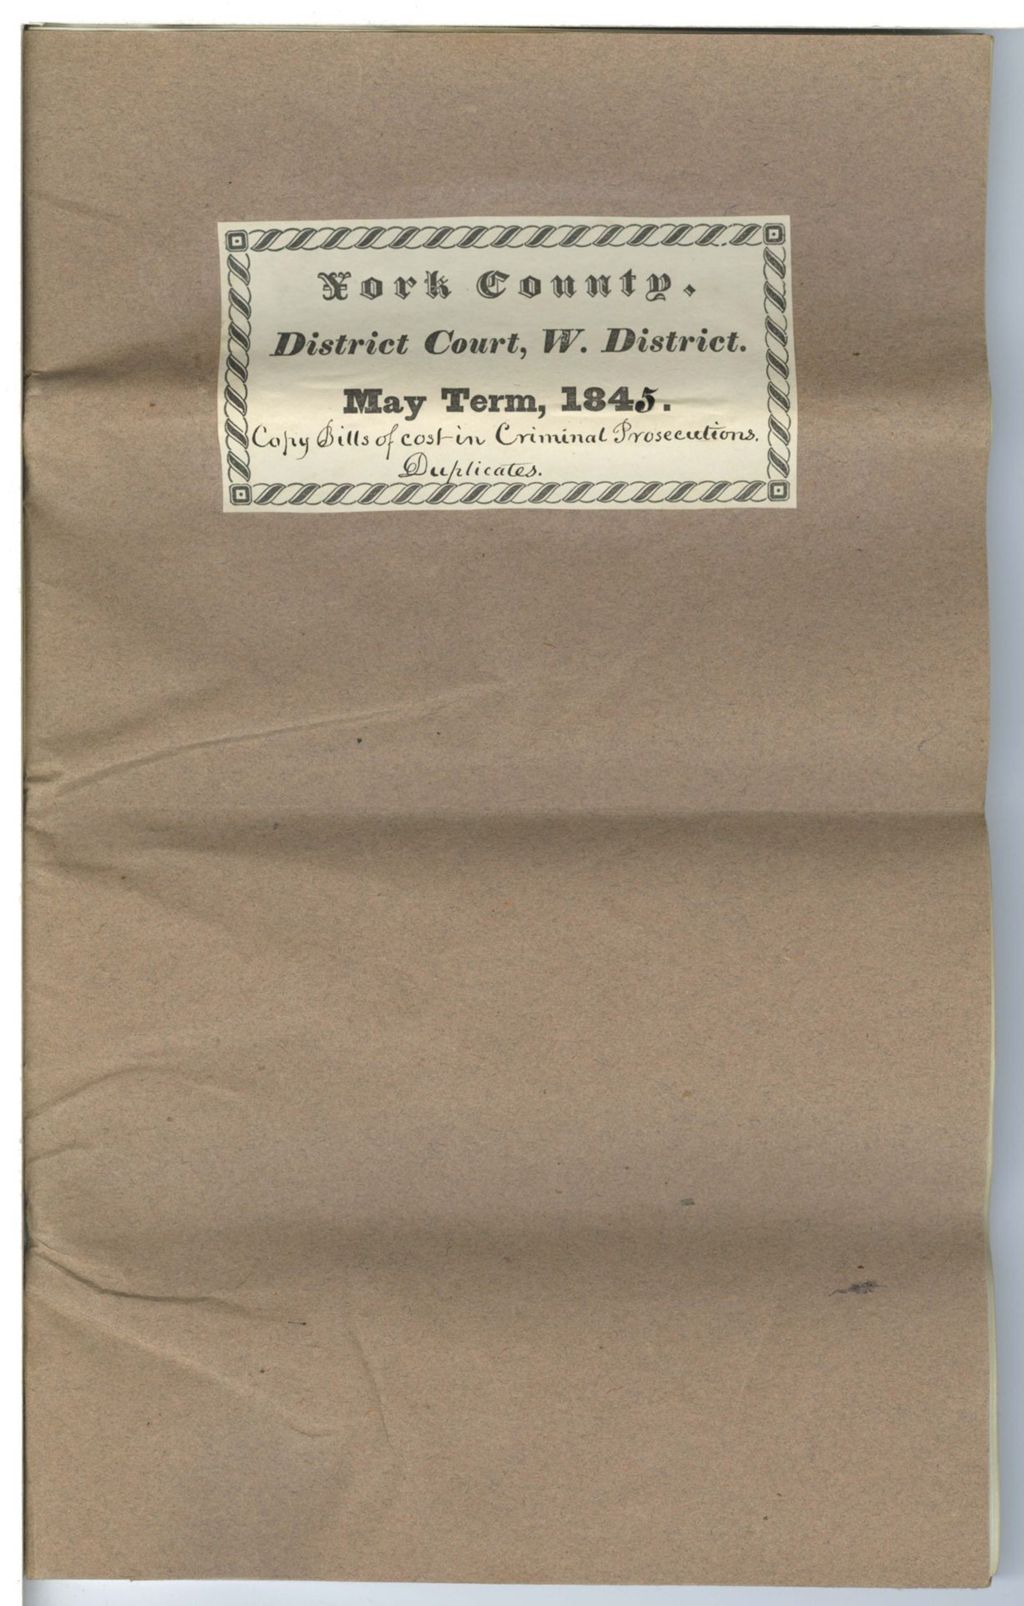 York County.
District Court, W. District.
May Term, 1845.
Copy Bills of cost in Criminal Prosecutions.
Duplicates.